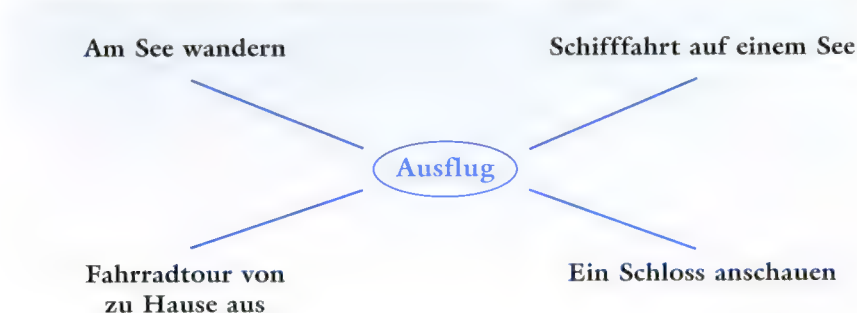 Am See wandern
Schifffahrt auf einem See
Ausflug
Fahrradtour von
zu Hause aus
Ein Schloss anschauen